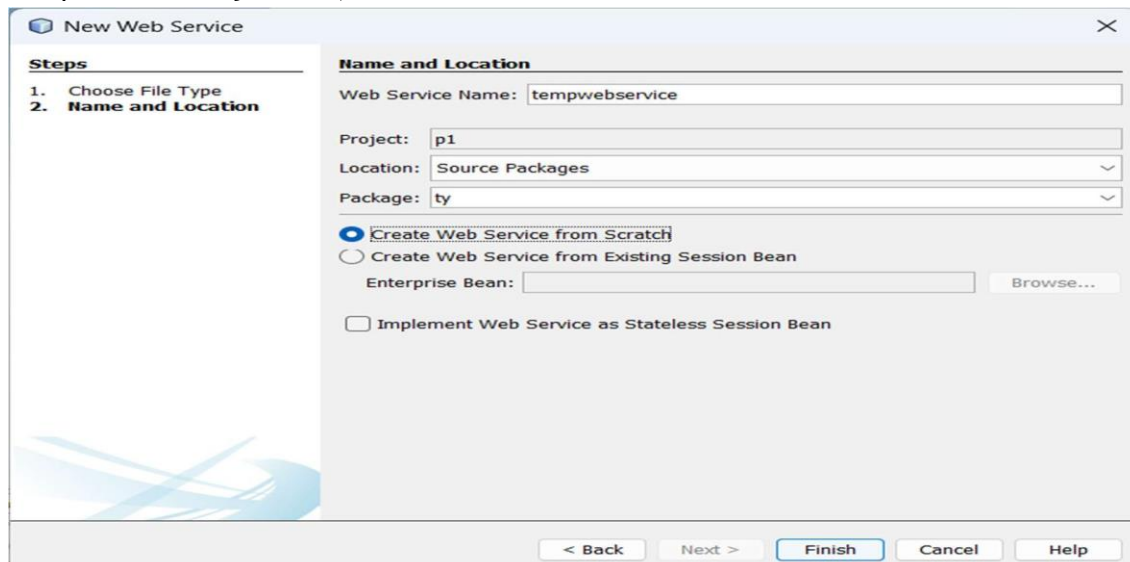 New Web Service
Steps
1. Choose File Type
2. Name and Location
Name and Location
Web Service Name: tempwebservice
Project: p1
Location: Source Packages
Package: ty
Create Web Service from Scratch
Create Web Service from Existing Session Bean
Enterprise Bean: Browse...
Implement Web Service as Stateless Session Bean
< Back Next > Finish Cancel Help